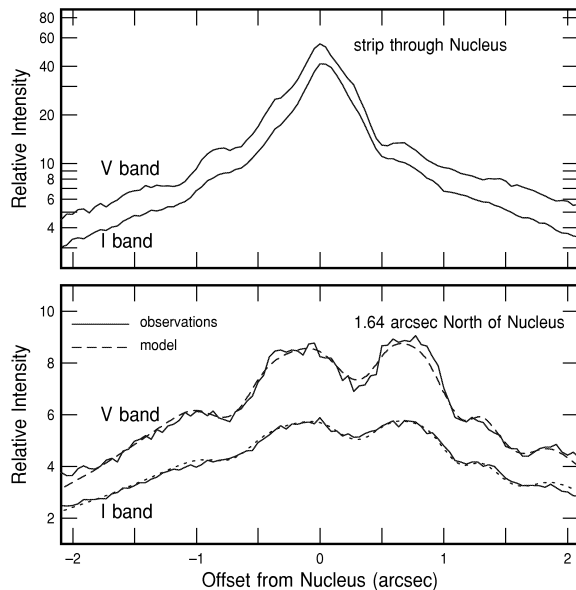 80
60
40
20
10
8
6
4
Relative Intensity
strip through Nucleus
V band
I band
10
8
6
4
2
Relative Intensity
observations
model
1.64 arcsec North of Nucleus
V band
I band
−2
−1
0
1
2
Offset from Nucleus (arcsec)